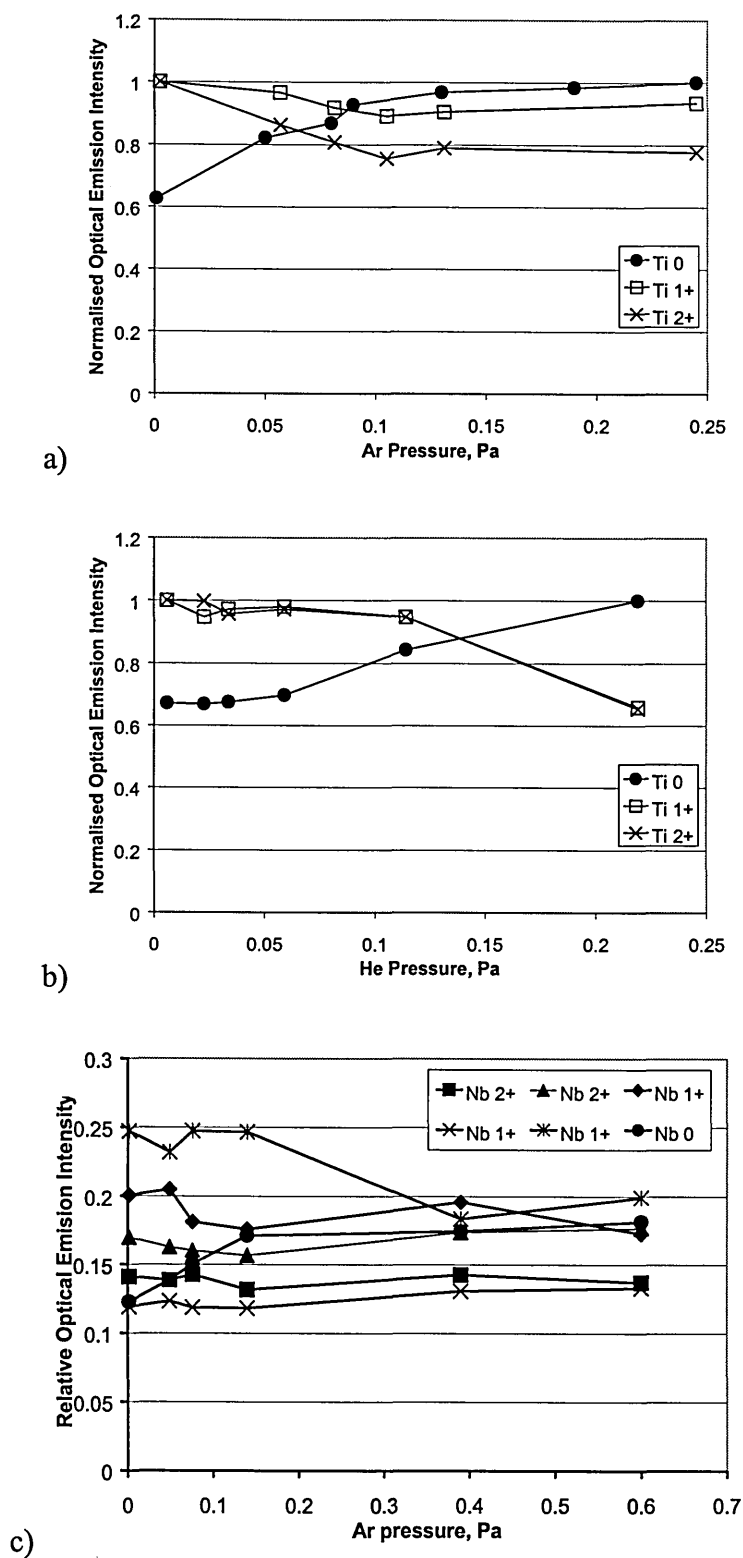 Normalised Optical Emission Intensity
1.2
1
0.8
0.6
0.4
0.2
0
Ti 0
Ti 1+
Ti 2+
0 0.05 0.1 0.15 0.2 0.25
Ar Pressure, Pa
a)
Normalised Optical Emission Intensity
1.2
1
0.8
0.6
0.4
0.2
0
Ti 0
Ti 1+
Ti 2+
0 0.05 0.1 0.15 0.2 0.25
He Pressure, Pa
b)
Relative Optical Emision Intensity
0.3
0.25
0.2
0.15
0.1
0.05
0
Nb 2+ Nb 2+ Nb 1+
Nb 1+ Nb 1+ Nb 0
0 0.1 0.2 0.3 0.4 0.5 0.6 0.7
Ar pressure, Pa
c)